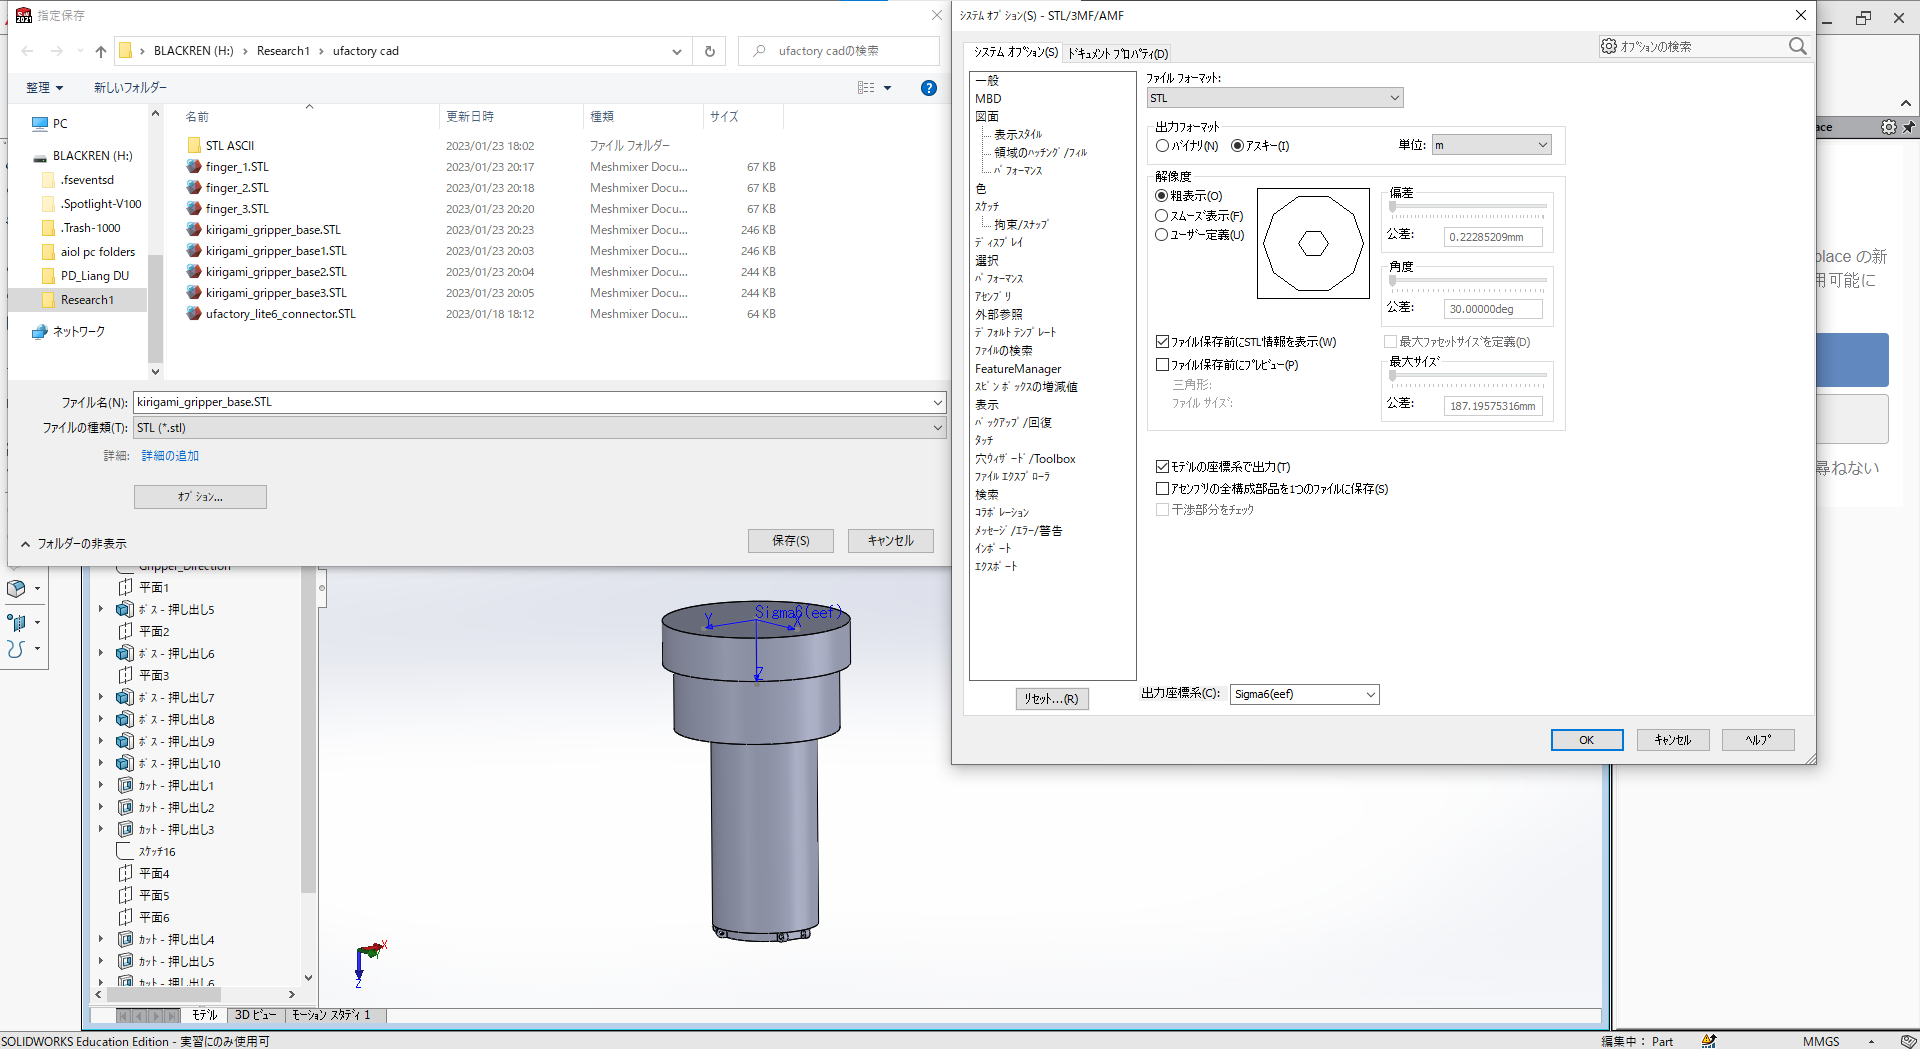 指定保存
BLACKREN (H:) › Research1 › ufactory cad
ufactory cadの検索
整理
新しいフォルダー
名前
更新日時
種類
サイズ
PC
BLACKREN (H:)
.fseventsd
.Spotlight-V100
.Trash-1000
aiol pc folders
PD_Liang DU
Research1
ネットワーク
STL ASCII 2023/01/23 18:02 ファイル フォルダー
finger_1.STL 2023/01/23 20:17 Meshmixer Docu... 67 KB
finger_2.STL 2023/01/23 20:18 Meshmixer Docu... 67 KB
finger_3.STL 2023/01/23 20:20 Meshmixer Docu... 67 KB
kirigami_gripper_base.STL 2023/01/23 20:23 Meshmixer Docu... 246 KB
kirigami_gripper_base1.STL 2023/01/23 20:03 Meshmixer Docu... 246 KB
kirigami_gripper_base2.STL 2023/01/23 20:04 Meshmixer Docu... 244 KB
kirigami_gripper_base3.STL 2023/01/23 20:05 Meshmixer Docu... 244 KB
ufactory_lite6_connector.STL 2023/01/18 18:12 Meshmixer Docu... 64 KB
ファイル名(N): kirigami_gripper_base.STL
ファイルの種類(T): STL (*.stl)
詳細: 詳細の追加
ｵﾌﾟｼｮﾝ...
フォルダーの非表示
保存(S)
キャンセル
ｼｽﾃﾑ ｵﾌﾟｼｮﾝ(S) - STL/3MF/AMF
ｼｽﾃﾑ ｵﾌﾟｼｮﾝ(S)
ﾄﾞｷｭﾒﾝﾄ ﾌﾟﾛﾊﾟﾃｨ(D)
ｵﾌﾟｼｮﾝの検索
一般
MBD
図面
表示ｽﾀｲﾙ
領域のﾊｯﾁﾝｸﾞ/ﾌｨﾙ
ﾊﾟﾌｫｰﾏﾝｽ
色
ｽｹｯﾁ
拘束/ｽﾅｯﾌﾟ
ﾃﾞｨｽﾌﾟﾚｲ
選択
ﾊﾟﾌｫｰﾏﾝｽ
ｱｾﾝﾌﾞﾘ
外部参照
ﾃﾞﾌｫﾙﾄ ﾃﾝﾌﾟﾚｰﾄ
ﾌｧｲﾙの検索
FeatureManager
ｽﾋﾟﾝ ﾎﾞｯｸｽの増減値
表示
ﾊﾞｯｸｱｯﾌﾟ/回復
ﾀｯﾁ
穴ｳｨｻﾞｰﾄﾞ/Toolbox
ﾌｧｲﾙ ｴｸｽﾌﾟﾛｰﾗ
検索
ｺﾗﾎﾞﾚｰｼｮﾝ
ﾒｯｾｰｼﾞ/ｴﾗｰ/警告
ｲﾝﾎﾟｰﾄ
ｴｸｽﾎﾟｰﾄ
リセット...(R)
ﾌｧｲﾙ ﾌｫｰﾏｯﾄ:
STL
出力ﾌｫｰﾏｯﾄ
ﾊﾞｲﾅﾘ(N)
ｱｽｷｰ(I)
単位: m
解像度
粗表示(O)
ｽﾑｰｽﾞ表示(F)
ﾕｰｻﾞｰ定義(U)
偏差
公差: 0.22285209mm
角度
公差: 30.00000deg
ﾌｧｲﾙ保存前にSTL情報を表示(W)
ﾌｧｲﾙ保存前にﾌﾟﾚﾋﾞｭｰ(P)
三角形:
ﾌｧｲﾙ ｻｲｽﾞ:
最大ﾌｧｾｯﾄｻｲｽﾞを定義(D)
最大ｻｲｽﾞ
公差: 187.19575316mm
ﾓﾃﾞﾙの座標系で出力(T)
ｱｾﾝﾌﾞﾘの全構成部品を1つのﾌｧｲﾙに保存(S)
干渉部分をﾁｪｯｸ
出力座標系(C): Sigma6(eef)
OK
ｷｬﾝｾﾙ
ﾍﾙﾌﾟ
ace
place の新
用可能に
尋ねない
Gripper_Direction
平面1
ﾎﾞｽ - 押し出し5
平面2
ﾎﾞｽ - 押し出し6
平面3
ﾎﾞｽ - 押し出し7
ﾎﾞｽ - 押し出し8
ﾎﾞｽ - 押し出し9
ﾎﾞｽ - 押し出し10
ｶｯﾄ - 押し出し1
ｶｯﾄ - 押し出し2
ｶｯﾄ - 押し出し3
ｽｹｯﾁ16
平面4
平面5
平面6
ｶｯﾄ - 押し出し4
ｶｯﾄ - 押し出し5
ｶｯﾄ - 押し出し6
Sigma6(eef)
Y
X
Z
X
Y
Z
ﾓﾃﾞﾙ
3D ﾋﾞｭｰ
ﾓｰｼｮﾝ ｽﾀﾃﾞｨ 1
SOLIDWORKS Education Edition - 実習にのみ使用可
編集中： Part
MMGS